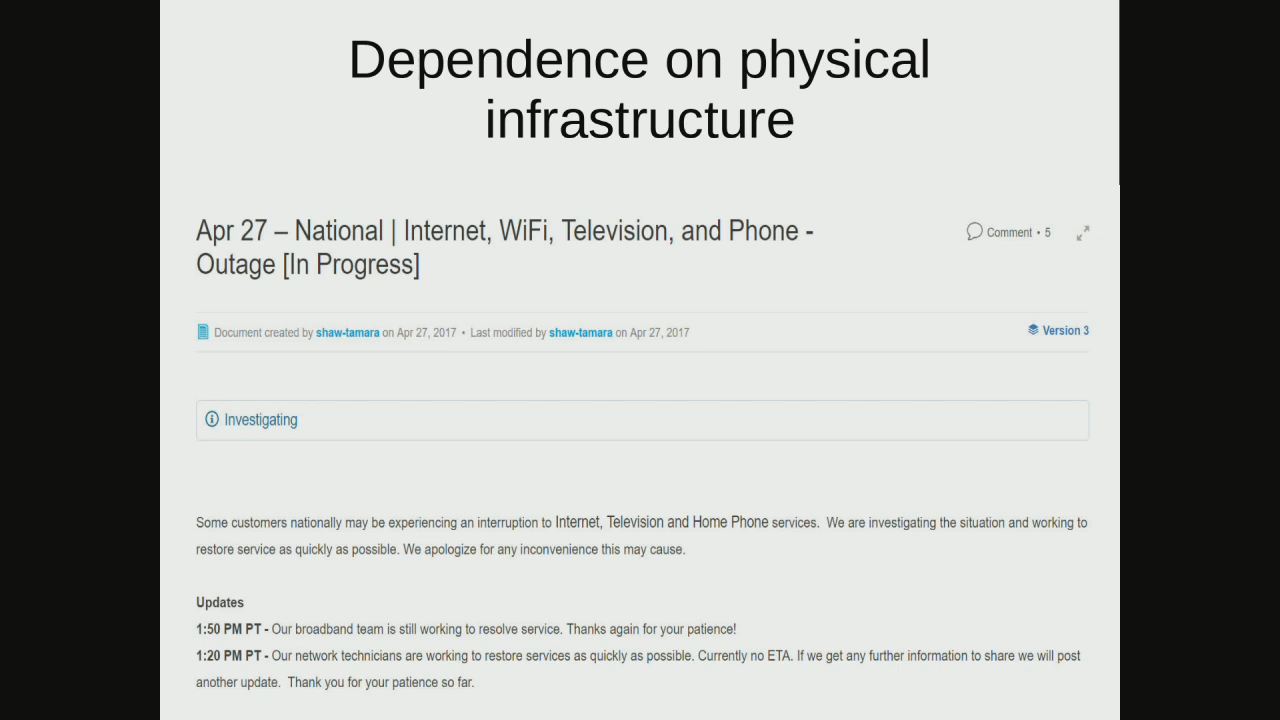 Dependence on physical
infrastructure
Apr 27 – National | Internet, WiFi, Television, and Phone -
Outage [In Progress]
Comment • 5
Document created by shaw-tamara on Apr 27, 2017 • Last modified by shaw-tamara on Apr 27, 2017
Version 3
Investigating
Some customers nationally may be experiencing an interruption to Internet, Television and Home Phone services.  We are investigating the situation and working to
restore service as quickly as possible. We apologize for any inconvenience this may cause.
Updates
1:50 PM PT - Our broadband team is still working to resolve service. Thanks again for your patience!
1:20 PM PT - Our network technicians are working to restore services as quickly as possible. Currently no ETA. If we get any further information to share we will post
another update.  Thank you for your patience so far.